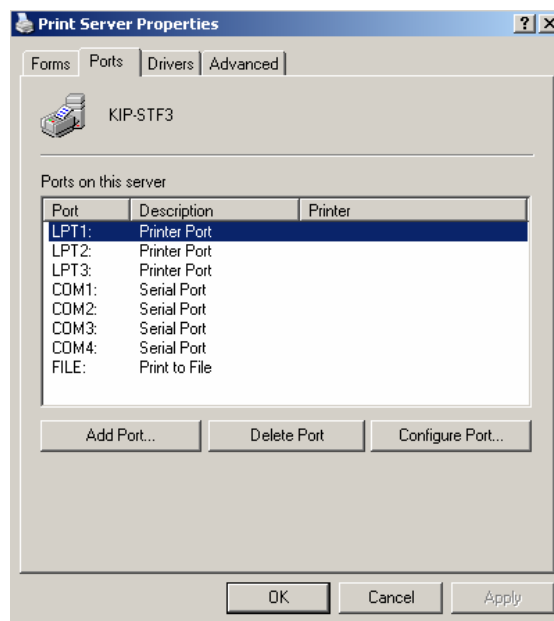 Print Server Properties
Forms Ports Drivers Advanced
KIP-STF3
Ports on this server
Port Description Printer
LPT1: Printer Port
LPT2: Printer Port
LPT3: Printer Port
COM1: Serial Port
COM2: Serial Port
COM3: Serial Port
COM4: Serial Port
FILE: Print to File
Add Port... Delete Port Configure Port...
OK Cancel Apply